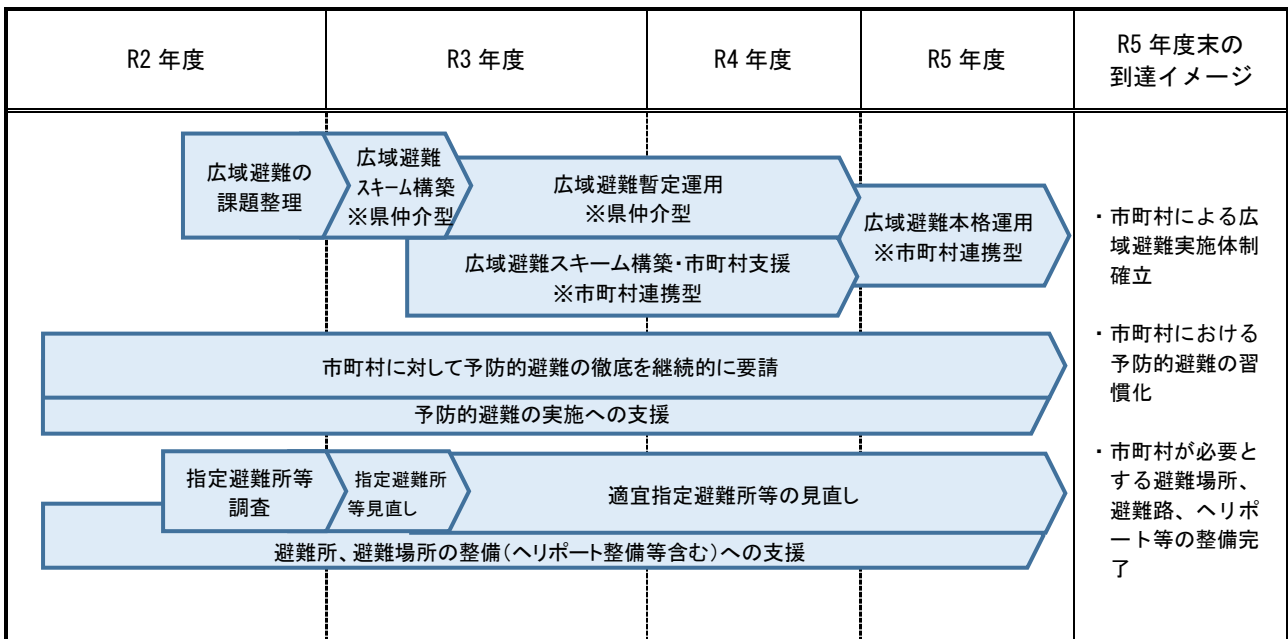 R2 年度
R3 年度
R4 年度
R5 年度
R5 年度末の
到達イメージ
広域避難の
課題整理
広域避難
スキーム構築
※県仲介型
広域避難暫定運用
※県仲介型
広域避難スキーム構築・市町村支援
※市町村連携型
広域避難本格運用
※市町村連携型
市町村に対して予防的避難の徹底を継続的に要請
予防的避難の実施への支援
指定避難所等
調査
指定避難所
等見直し
適宜指定避難所等の見直し
避難所、避難場所の整備(ヘリポート整備等含む)への支援
・市町村による広
域避難実施体制
確立
・市町村における
予防的避難の習
慣化
・市町村が必要と
する避難場所、
避難路、ヘリポ
ート等の整備完
了